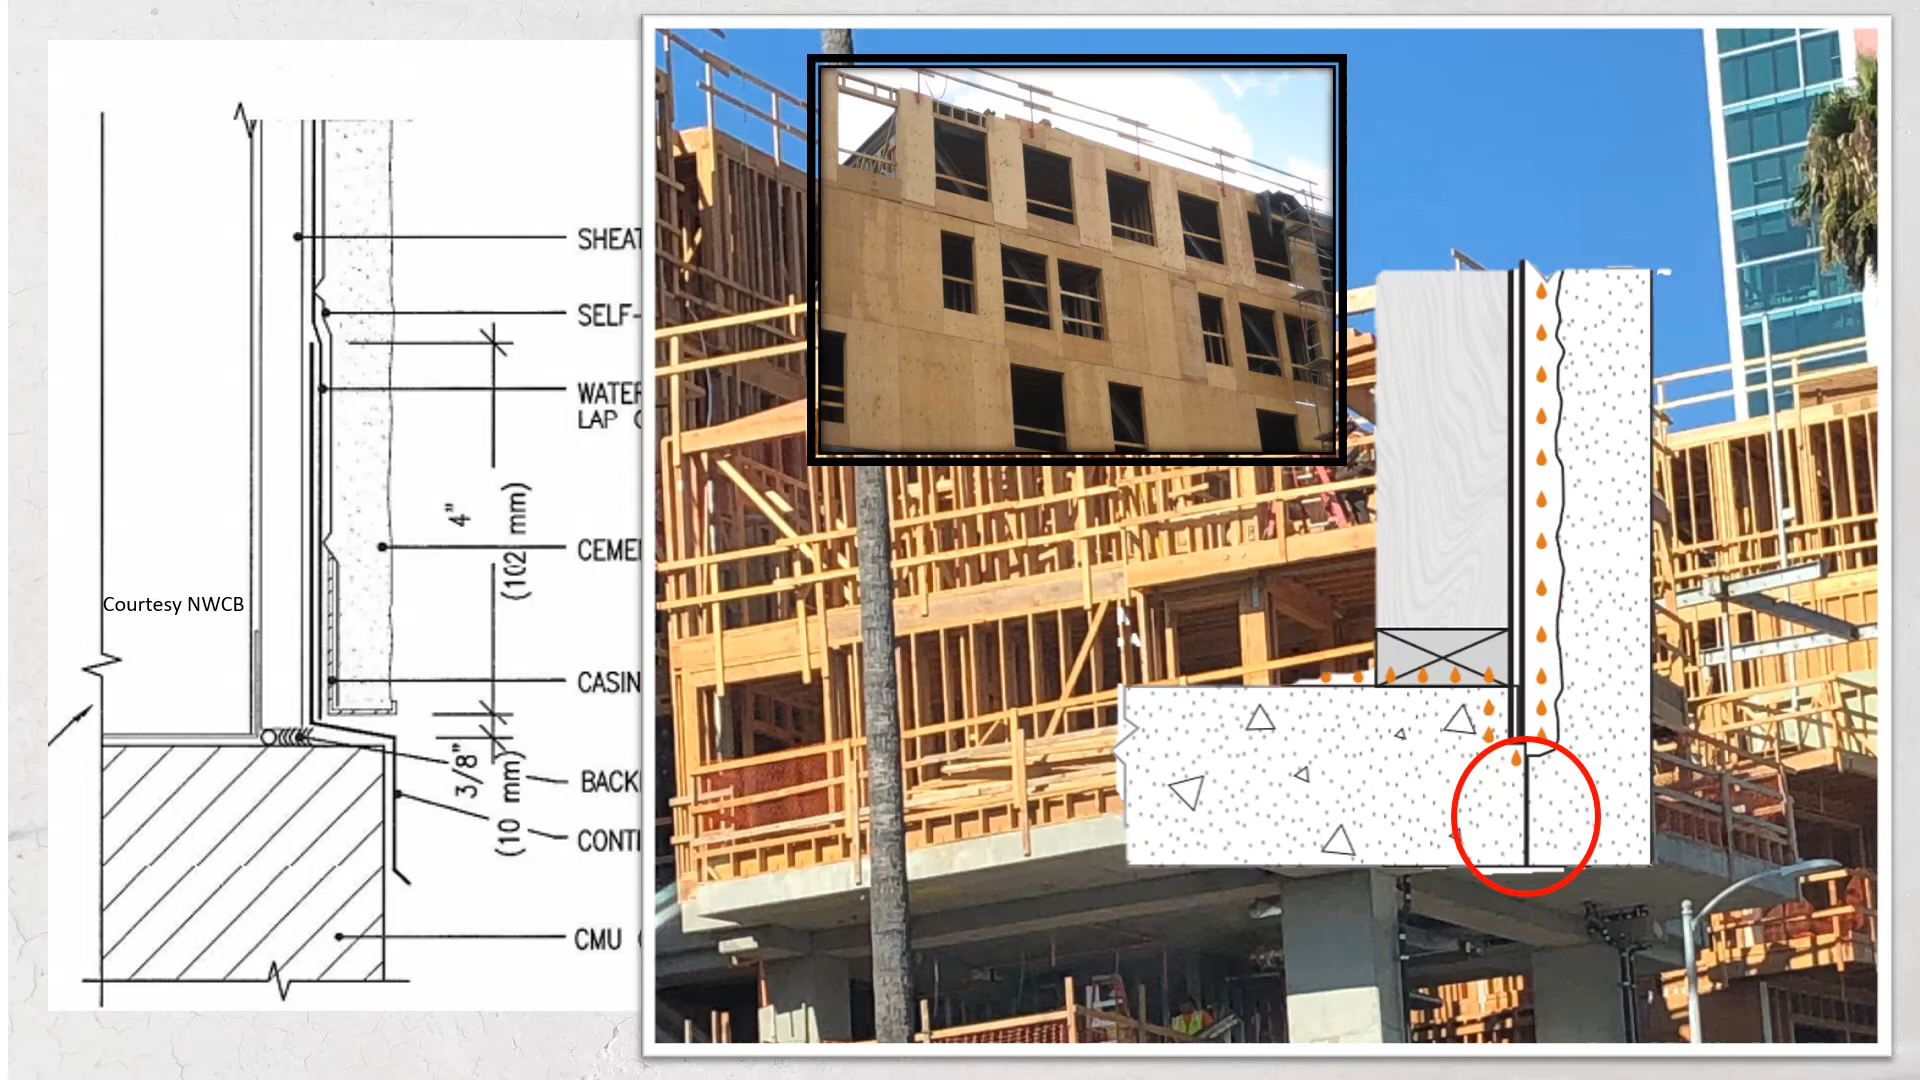 SHEAT
SELF-
WATER
LAP
4"
(102 mm)
CEME
Courtesy NWCB
CASIN
3/8"
(10 mm)
BACK
CONT
CMU